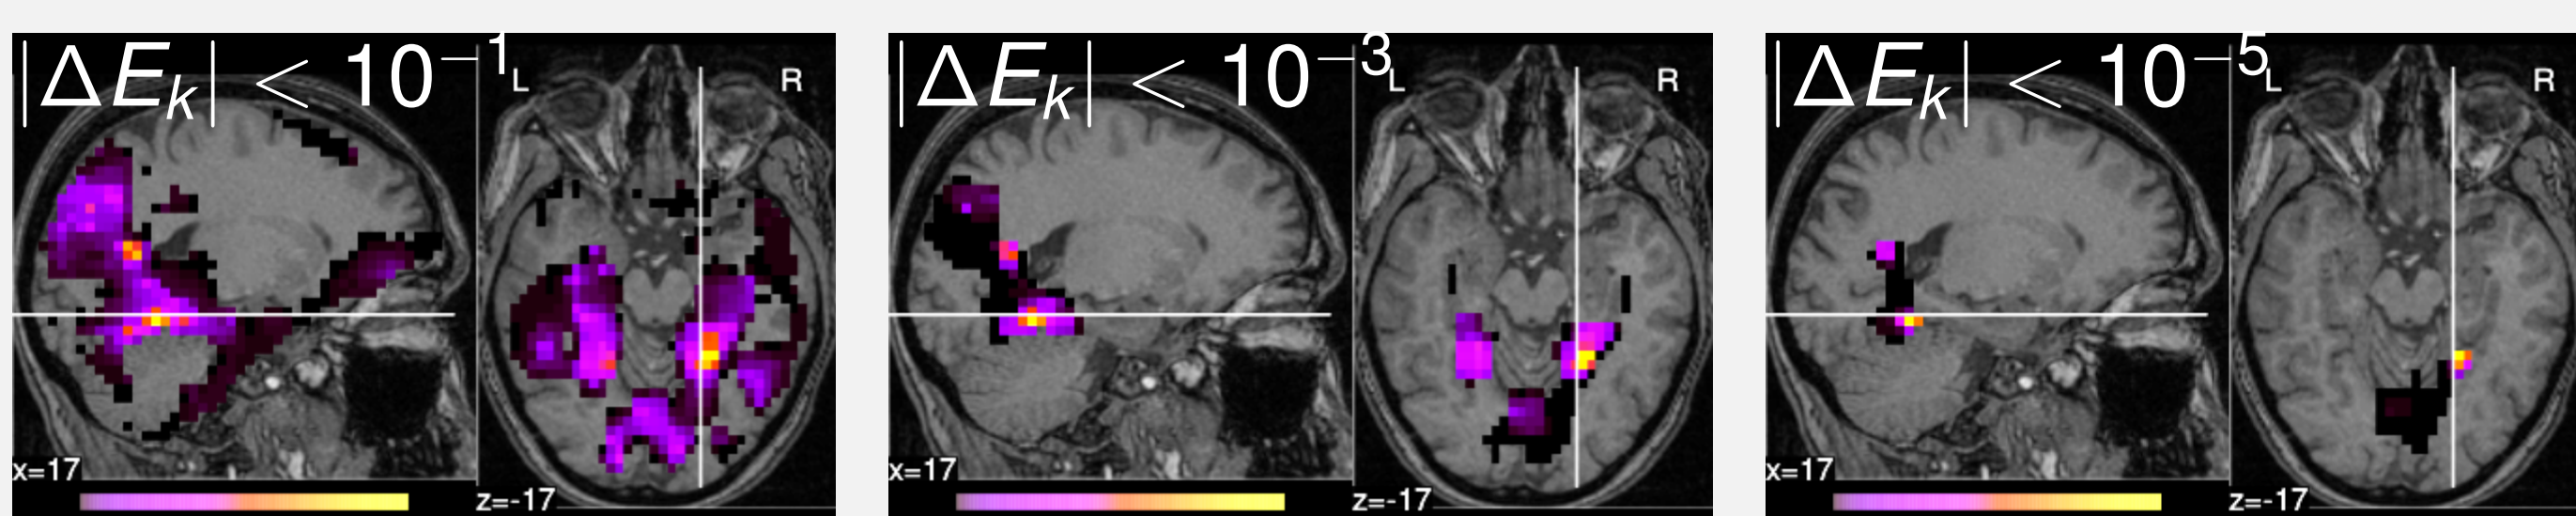 |ΔE_k| < 10^−1
L
R
x=17
z=-17
|ΔE_k| < 10^−3
L
R
x=17
z=-17
|ΔE_k| < 10^−5
L
R
x=17
z=-17